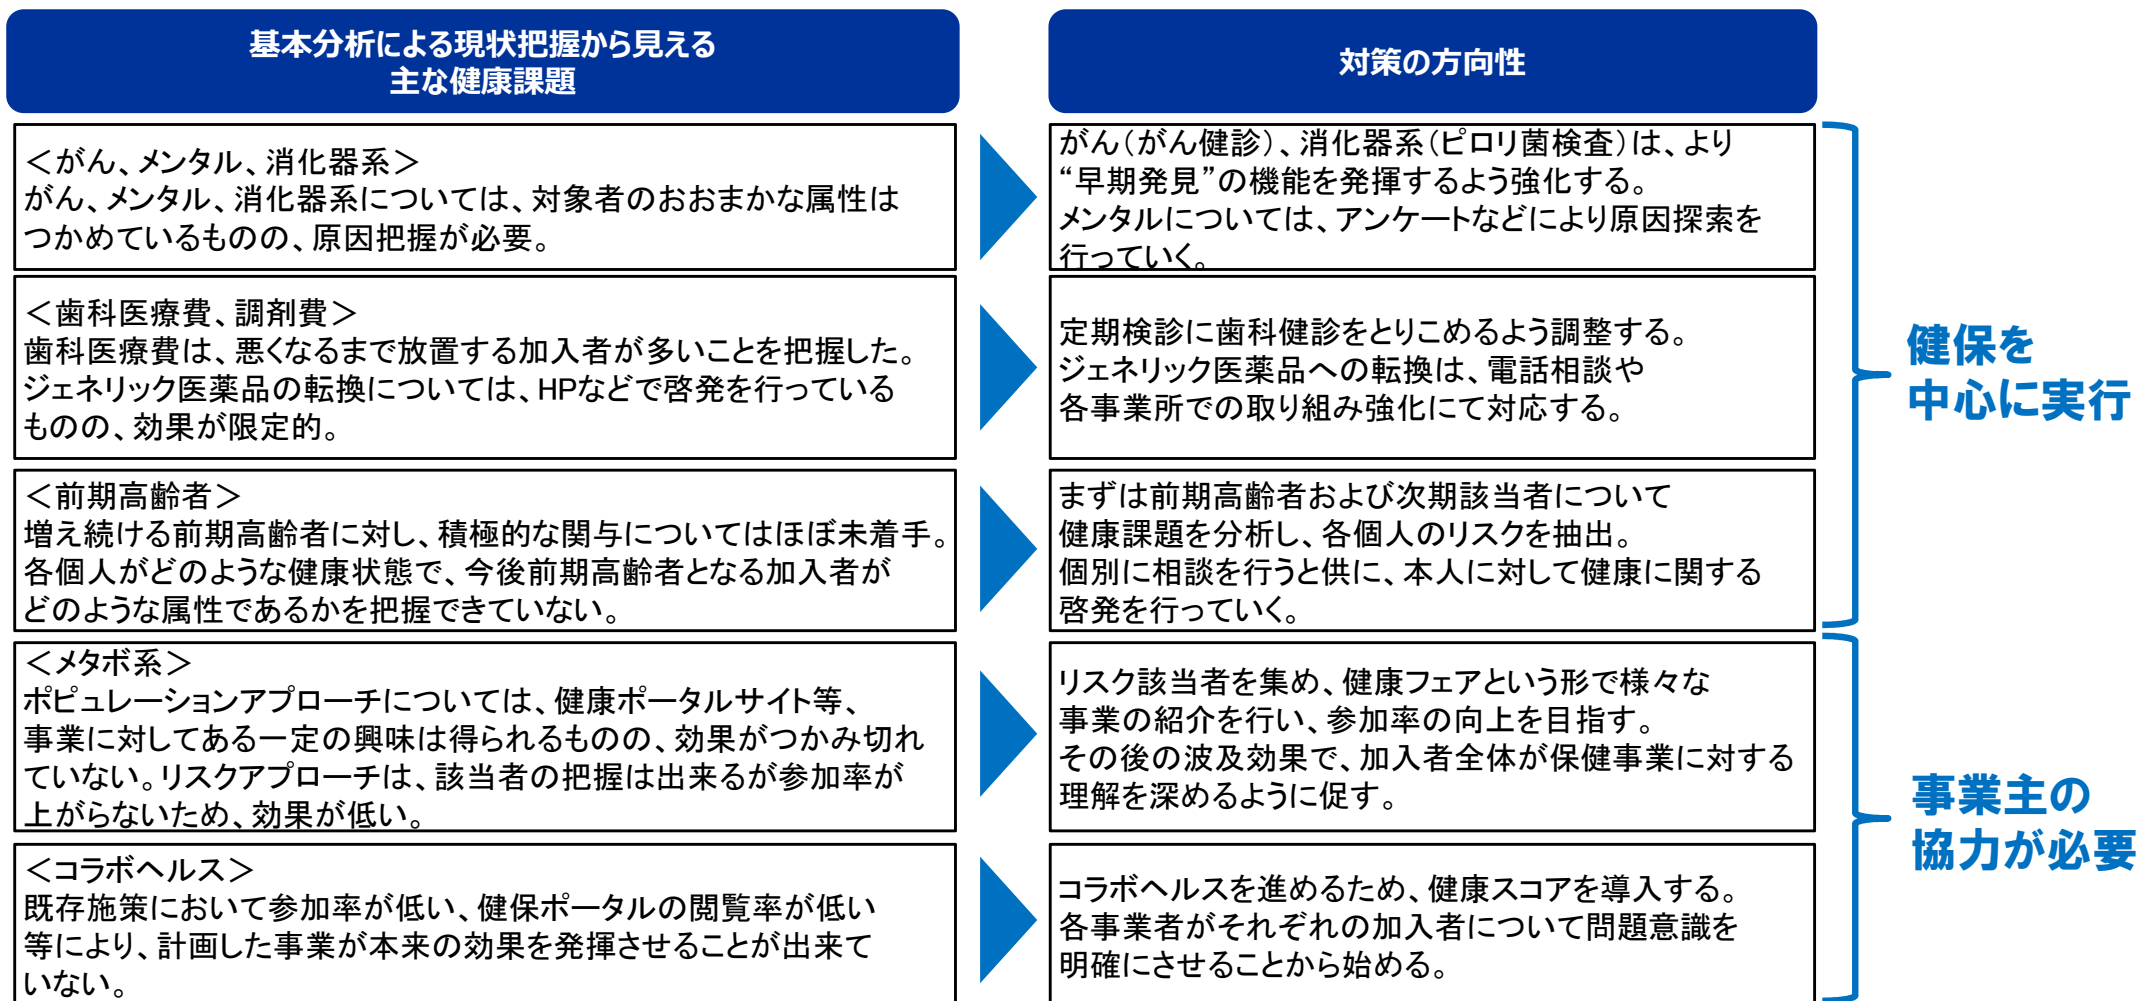 基本分析による現状把握から見える
主な健康課題
対策の方向性
＜がん、メンタル、消化器系＞
がん、メンタル、消化器系については、対象者のおおまかな属性は
つかめているものの、原因把握が必要。
がん（がん健診）、消化器系（ピロリ菌検査）は、より
“早期発見”の機能を発揮するよう強化する。
メンタルについては、アンケートなどにより原因探索を
行っていく。
＜歯科医療費、調剤費＞
歯科医療費は、悪くなるまで放置する加入者が多いことを把握した。
ジェネリック医薬品の転換については、HPなどで啓発を行っている
ものの、効果が限定的。
定期検診に歯科健診をとりこめるよう調整する。
ジェネリック医薬品への転換は、電話相談や
各事業所での取り組み強化にて対応する。
＜前期高齢者＞
増え続ける前期高齢者に対し、積極的な関与についてはほぼ未着手。
各個人がどのような健康状態で、今後前期高齢者となる加入者が
どのような属性であるかを把握できていない。
まずは前期高齢者および次期該当者について
健康課題を分析し、各個人のリスクを抽出。
個別に相談を行うと供に、本人に対して健康に関する
啓発を行っていく。
健保を
中心に実行
＜メタボ系＞
ポピュレーションアプローチについては、健康ポータルサイト等、
事業に対してある一定の興味は得られるものの、効果がつかみ切れ
ていない。リスクアプローチは、該当者の把握は出来るが参加率が
上がらないため、効果が低い。
リスク該当者を集め、健康フェアという形で様々な
事業の紹介を行い、参加率の向上を目指す。
その後の波及効果で、加入者全体が保健事業に対する
理解を深めるように促す。
＜コラボヘルス＞
既存施策において参加率が低い、健保ポータルの閲覧率が低い
等により、計画した事業が本来の効果を発揮させることが出来て
いない。
コラボヘルスを進めるため、健康スコアを導入する。
各事業者がそれぞれの加入者について問題意識を
明確にさせることから始める。
事業主の
協力が必要